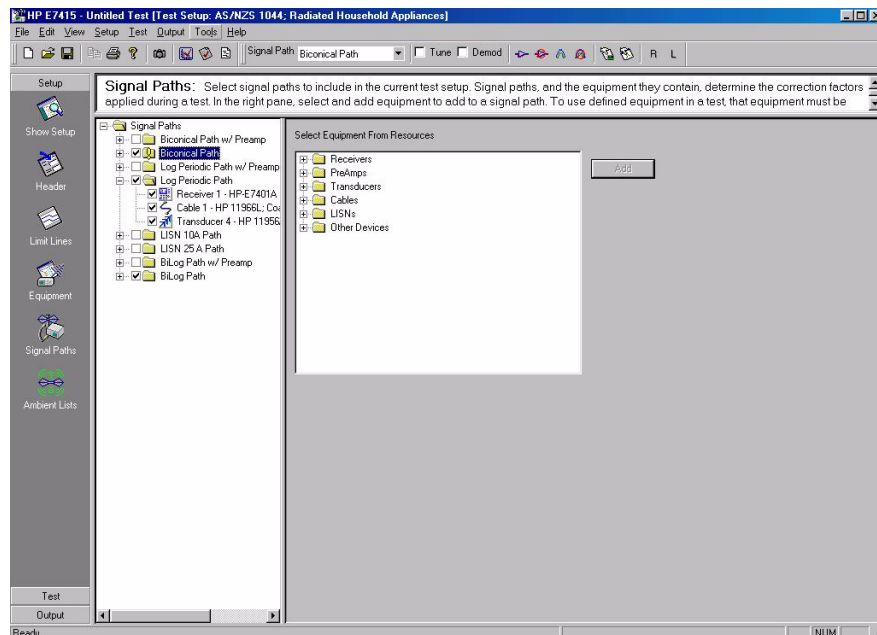 HP E7415 - Untitled Test [Test Setup: AS/NZS 1044; Radiated Household Appliances]
File Edit View Setup Test Output Tools Help
Signal Path Biconical Path Tune Demod R L
Setup
Show Setup
Header
Limit Lines
Equipment
Signal Paths
Ambient Lists
Test
Output
Signal Paths: Select signal paths to include in the current test setup. Signal paths, and the equipment they contain, determine the correction factors
applied during a test. In the right pane, select and add equipment to add to a signal path. To use defined equipment in a test, that equipment must be
Signal Paths
Biconical Path w/ Preamp
Biconical Path
Log Periodic Path w/ Preamp
Log Periodic Path
Receiver 1 - HP-E7401A
Cable 1 - HP 11966L; Coa
Transducer 4 - HP 11956
LISN 10A Path
LISN 25 A Path
BiLog Path w/ Preamp
BiLog Path
Select Equipment From Resources
Receivers
PreAmps
Transducers
Cables
LISNs
Other Devices
Add
Ready
NUM